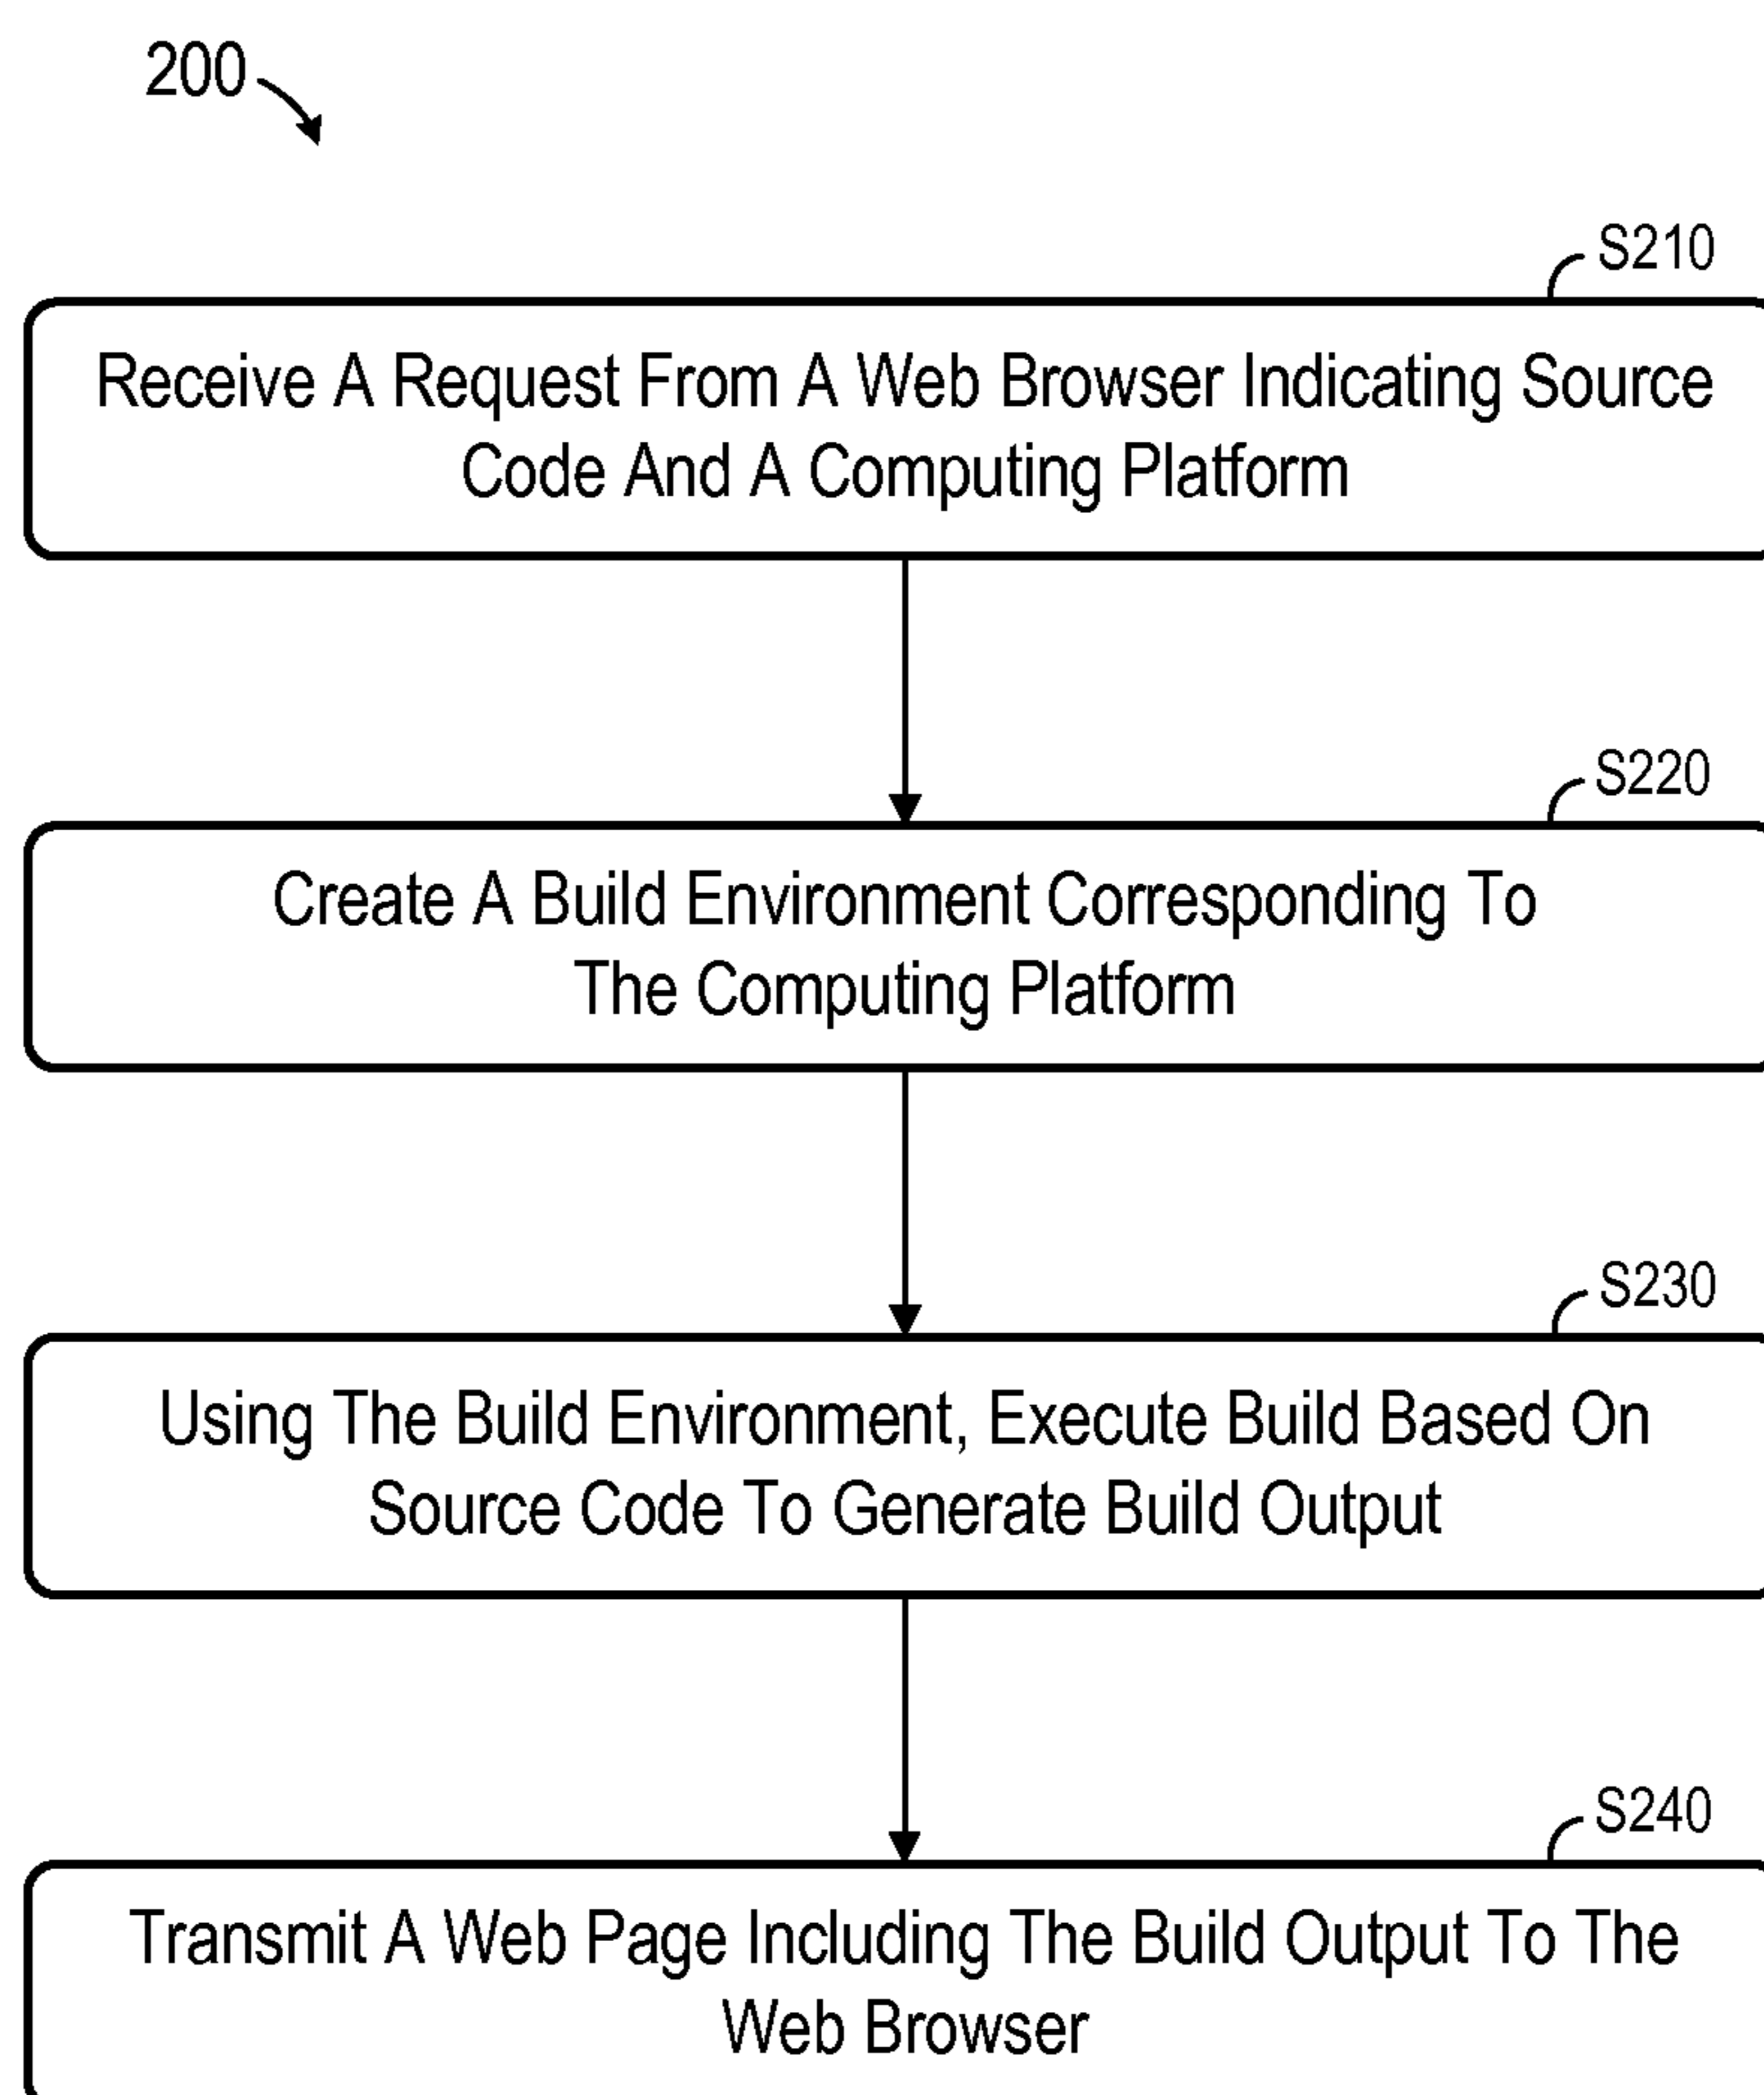 200
S210
Receive A Request From A Web Browser Indicating Source
Code And A Computing Platform
S220
Create A Build Environment Corresponding To
The Computing Platform
S230
Using The Build Environment, Execute Build Based On
Source Code To Generate Build Output
S240
Transmit A Web Page Including The Build Output To The
Web Browser